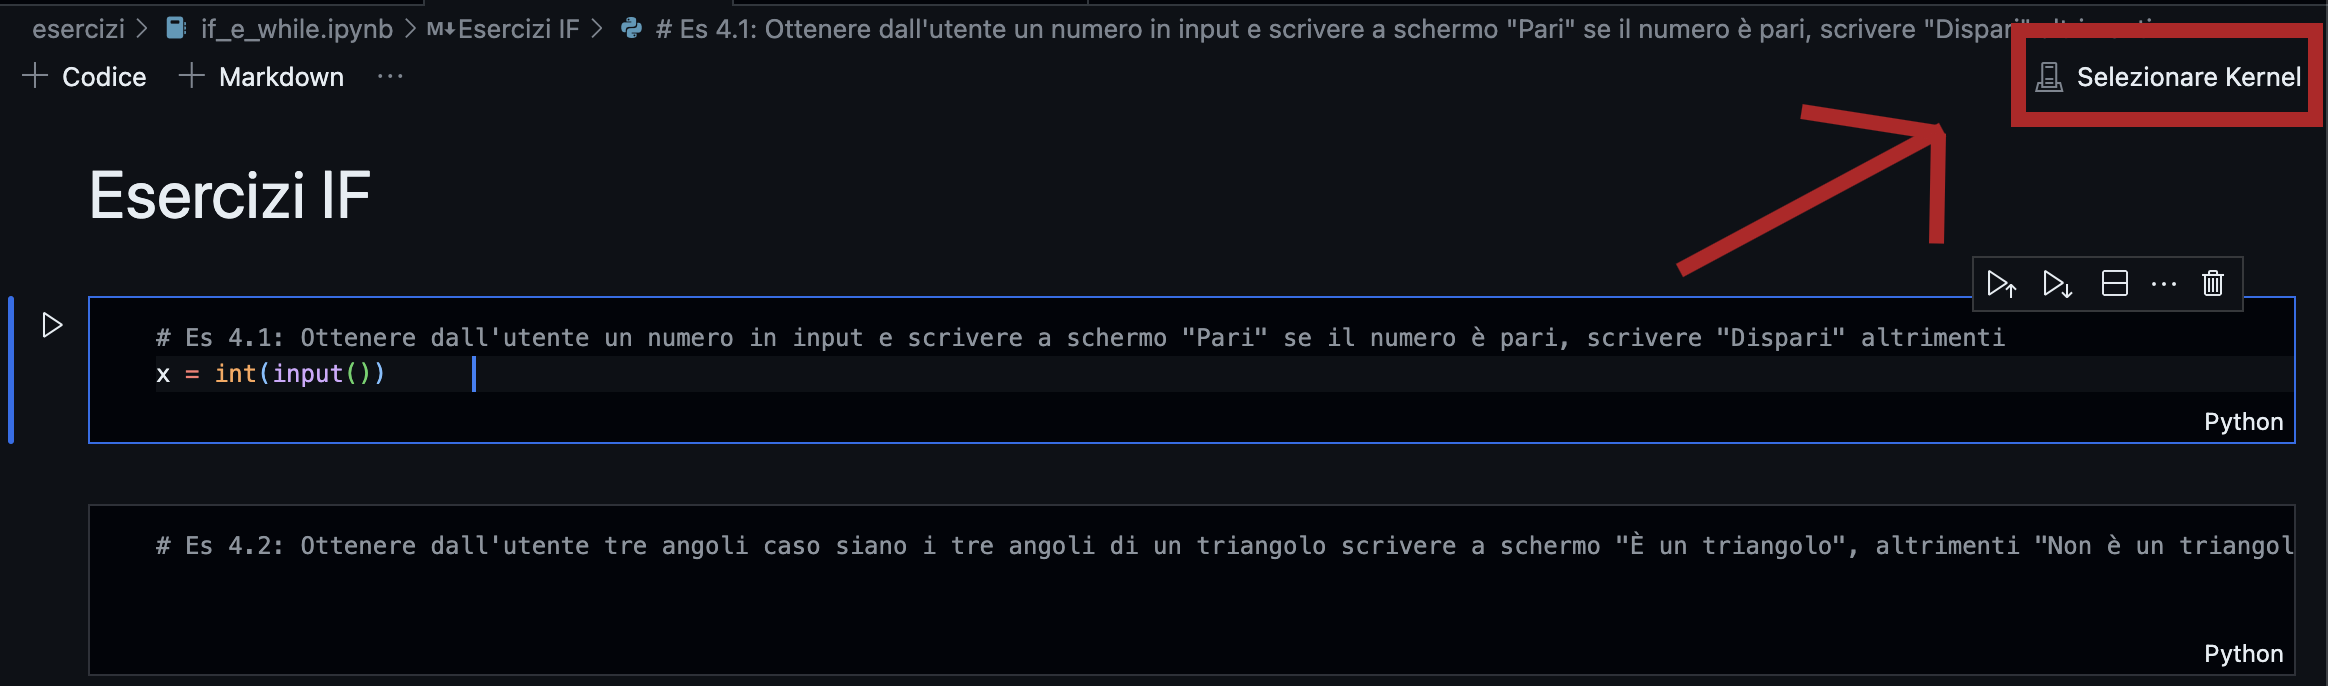 esercizi > if_e_while.ipynb > M↓Esercizi IF > # Es 4.1: Ottenere dall'utente un numero in input e scrivere a schermo "Pari" se il numero è pari, scrivere "Dispari" altrimenti
+ Codice + Markdown ...
Selezionare Kernel
Esercizi IF
# Es 4.1: Ottenere dall'utente un numero in input e scrivere a schermo "Pari" se il numero è pari, scrivere "Dispari" altrimenti
x = int(input())
Python
# Es 4.2: Ottenere dall'utente tre angoli caso siano i tre angoli di un triangolo scrivere a schermo "È un triangolo", altrimenti "Non è un triangol
Python